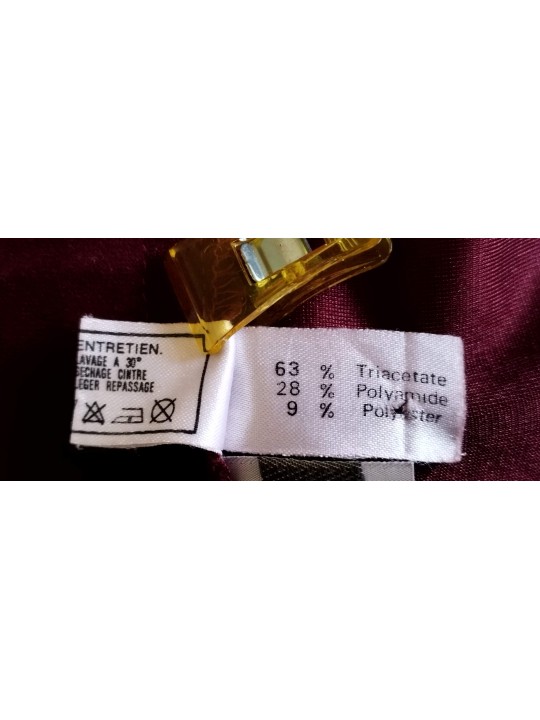 ENTRETIEN.
LAVAGE A 30°
SECHAGE CINTRE
LEGER REPASSAGE
63 % Triacetate
28 % Polyamide
9 % Polyester